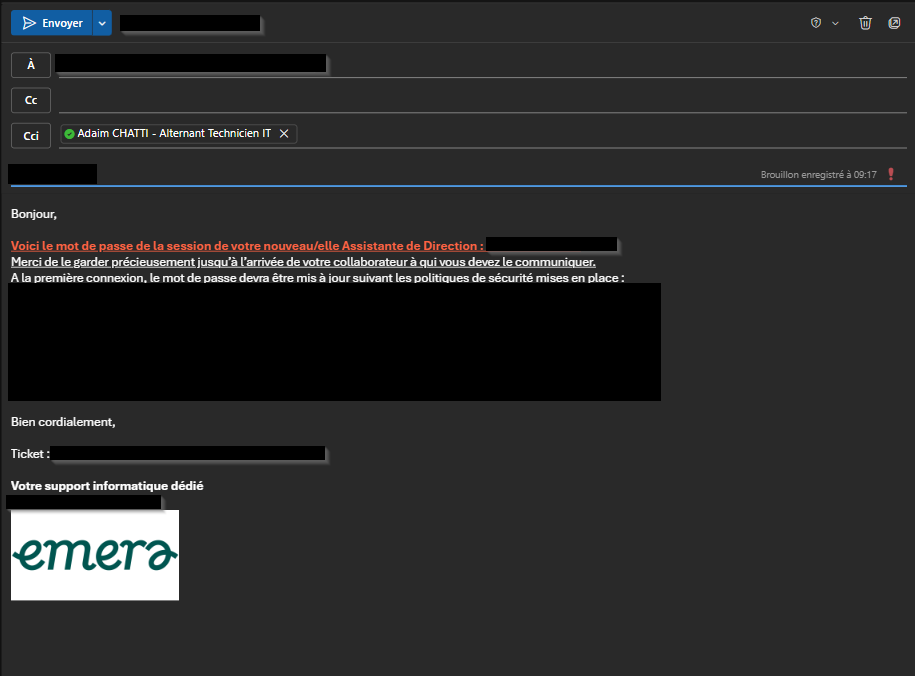 Envoyer
À
Cc
Cci Adaim CHATTI - Alternant Technicien IT
Brouillon enregistré à 09:17
Bonjour,
Voici le mot de passe de la session de votre nouveau/elle Assistante de Direction :
Merci de le garder précieusement jusqu'à l'arrivée de votre collaborateur à qui vous devez le communiquer.
A la première connexion, le mot de passe devra être mis à jour suivant les politiques de sécurité mises en place :
Bien cordialement,
Ticket :
Votre support informatique dédié
emera